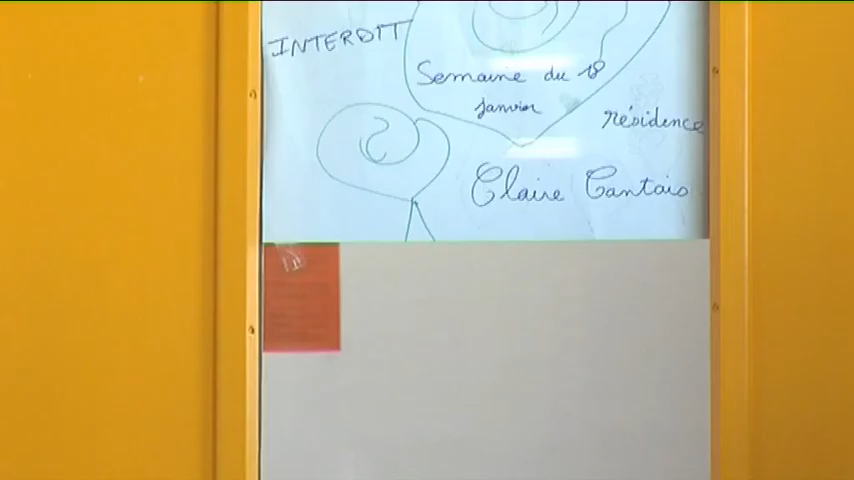 INTERDIT
Semaine du 18
janvier
résidence
Claire Cantais